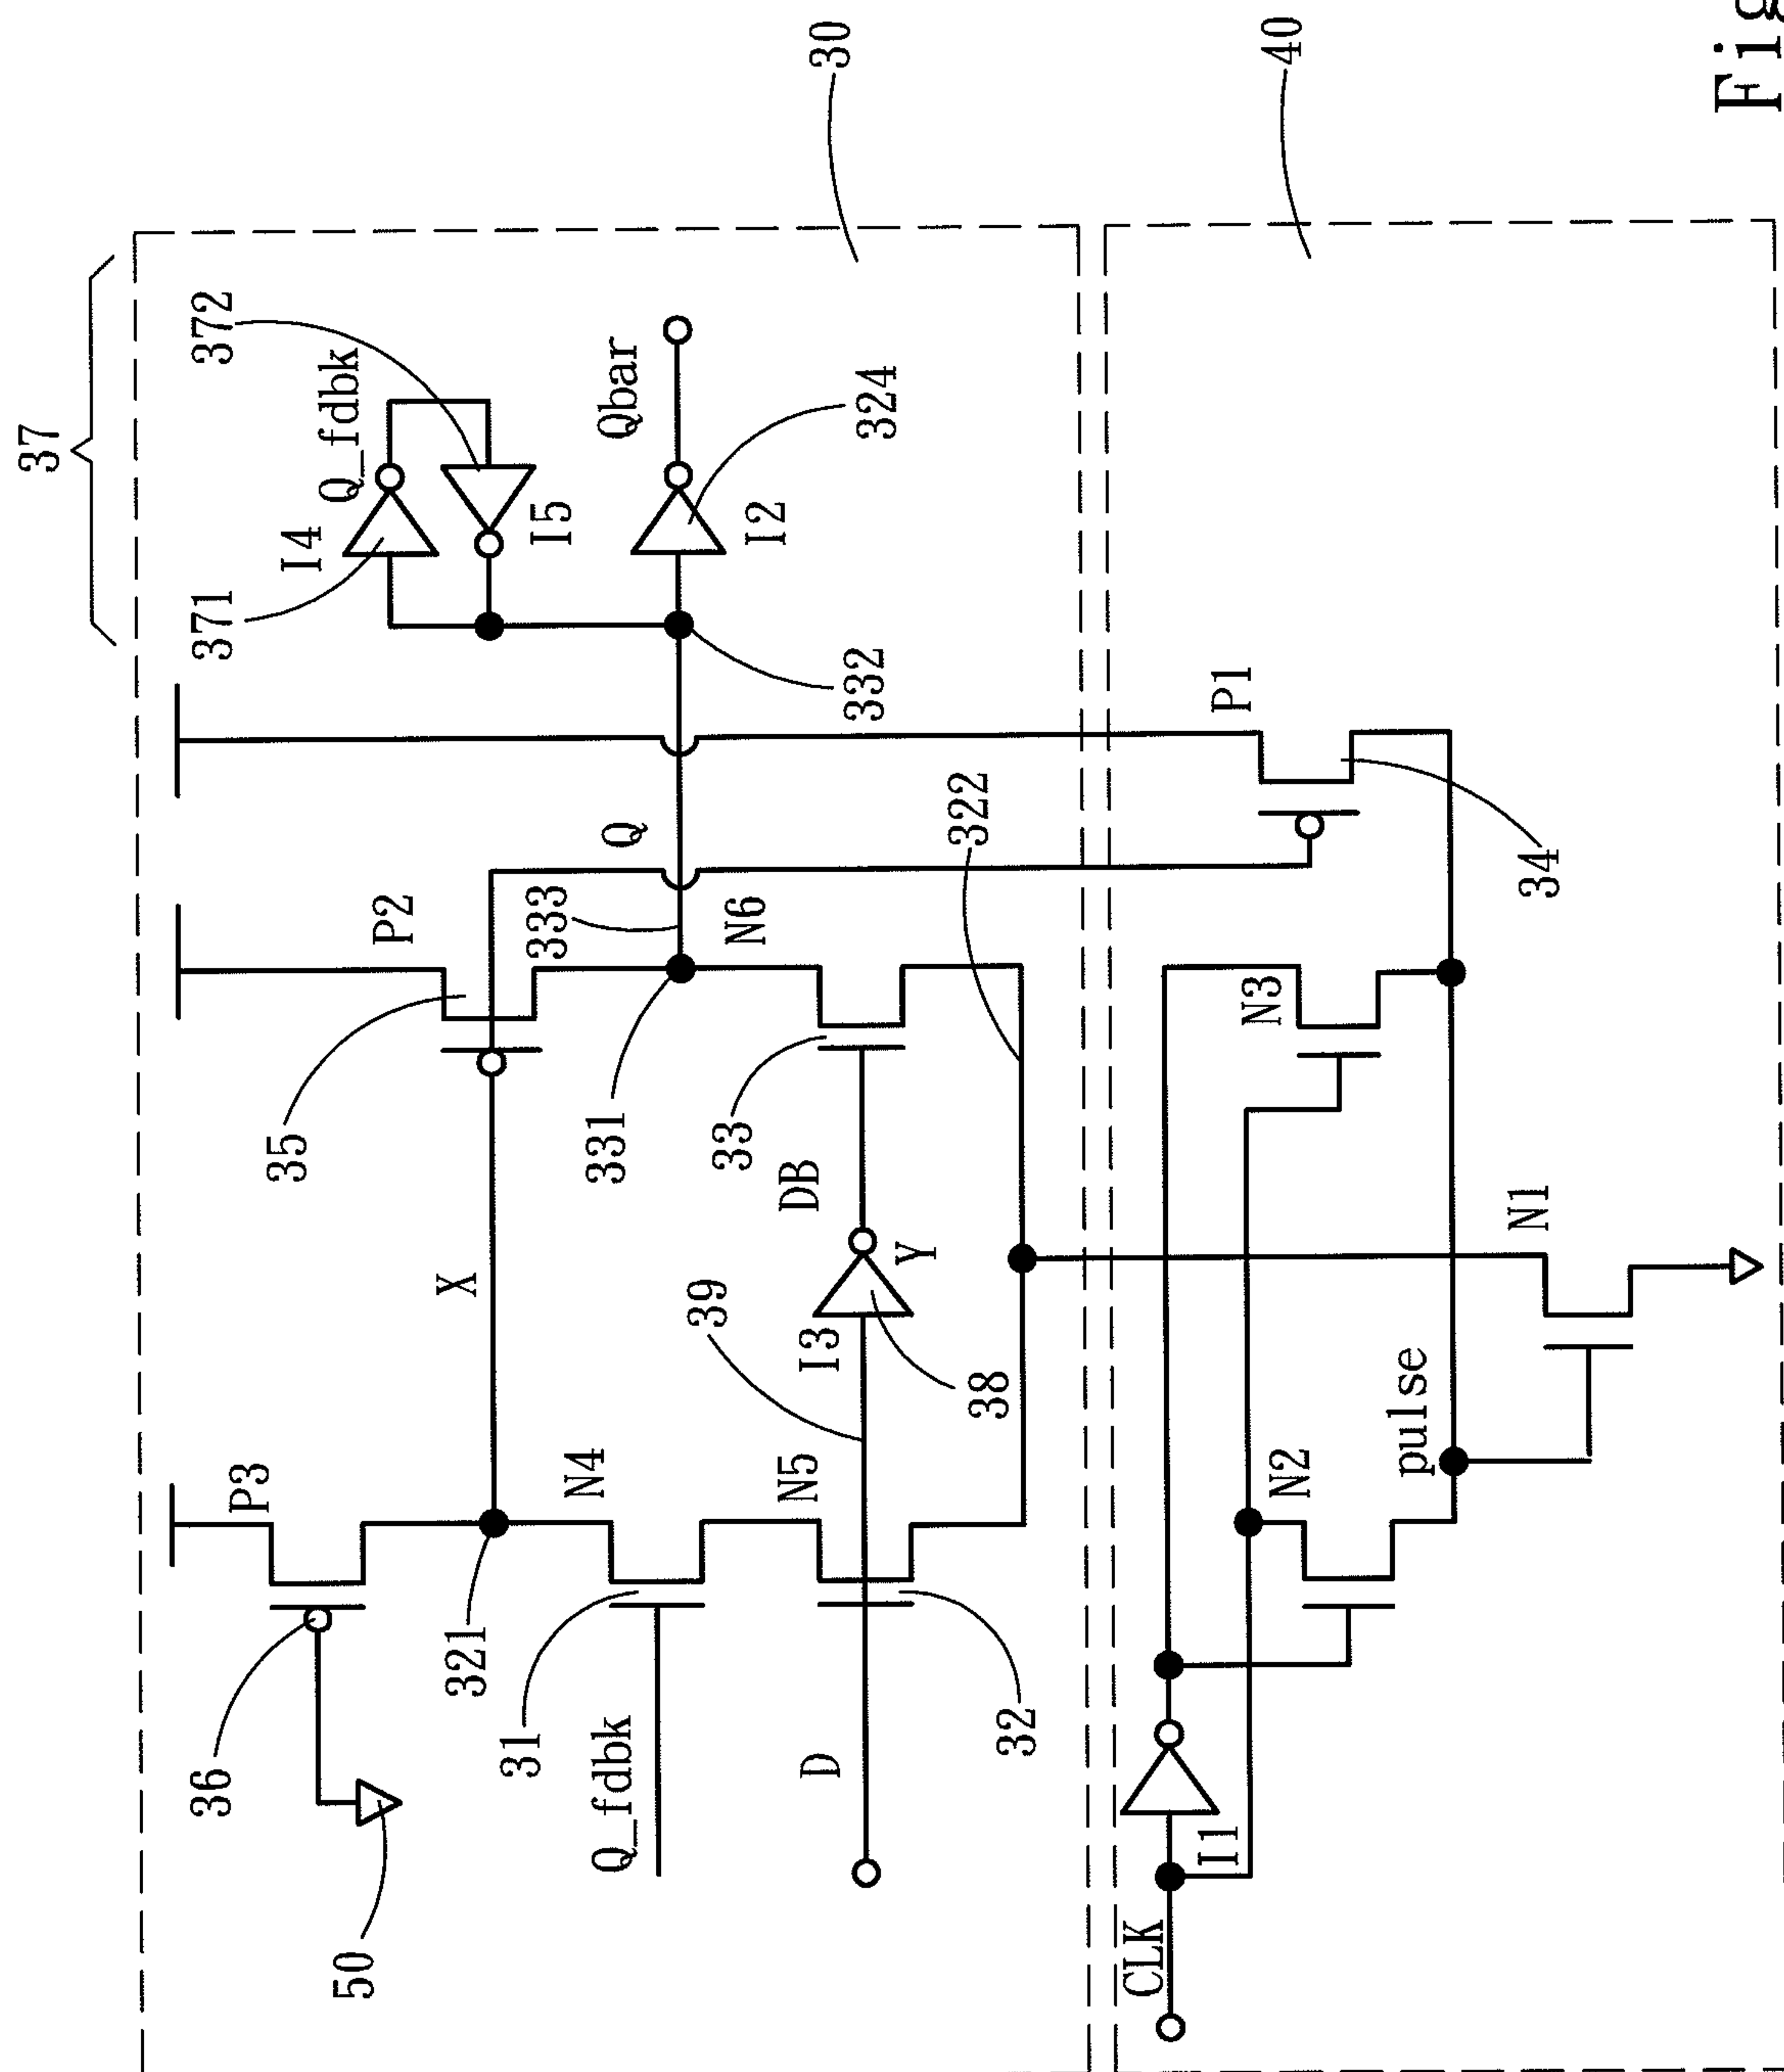 37
30
40
Fig
372
Q_fdbk
Qbar
324
I4
I5
I2
371
332
P1
322
Q
34
P2
333
N6
N3
35
331
33
DB
N1
X
39
Y
I3
38
pulse
P3
N4
N5
N2
321
31
32
36
Q_fdbk
D
I1
50
CLK